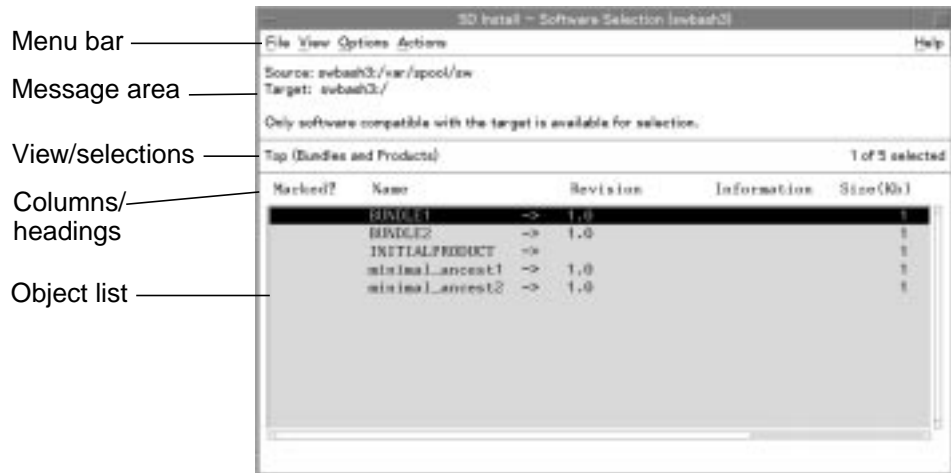 SD Install - Software Selection (swbash3)
Menu bar
File View Options Actions Help
Message area
Source: swbash3:/var/spool/sw
Target: swbash3:/
Only software compatible with the target is available for selection.
View/selections
Top (Bundles and Products) 1 of 5 selected
Columns/
headings
Marked? Name Revision Information Size(Kb)
BUNDLE1 -> 1.0 1
BUNDLE2 -> 1.0 1
INITIALPRODUCT -> 1
minimal_ancest1 -> 1.0 1
minimal_ancest2 -> 1.0 1
Object list